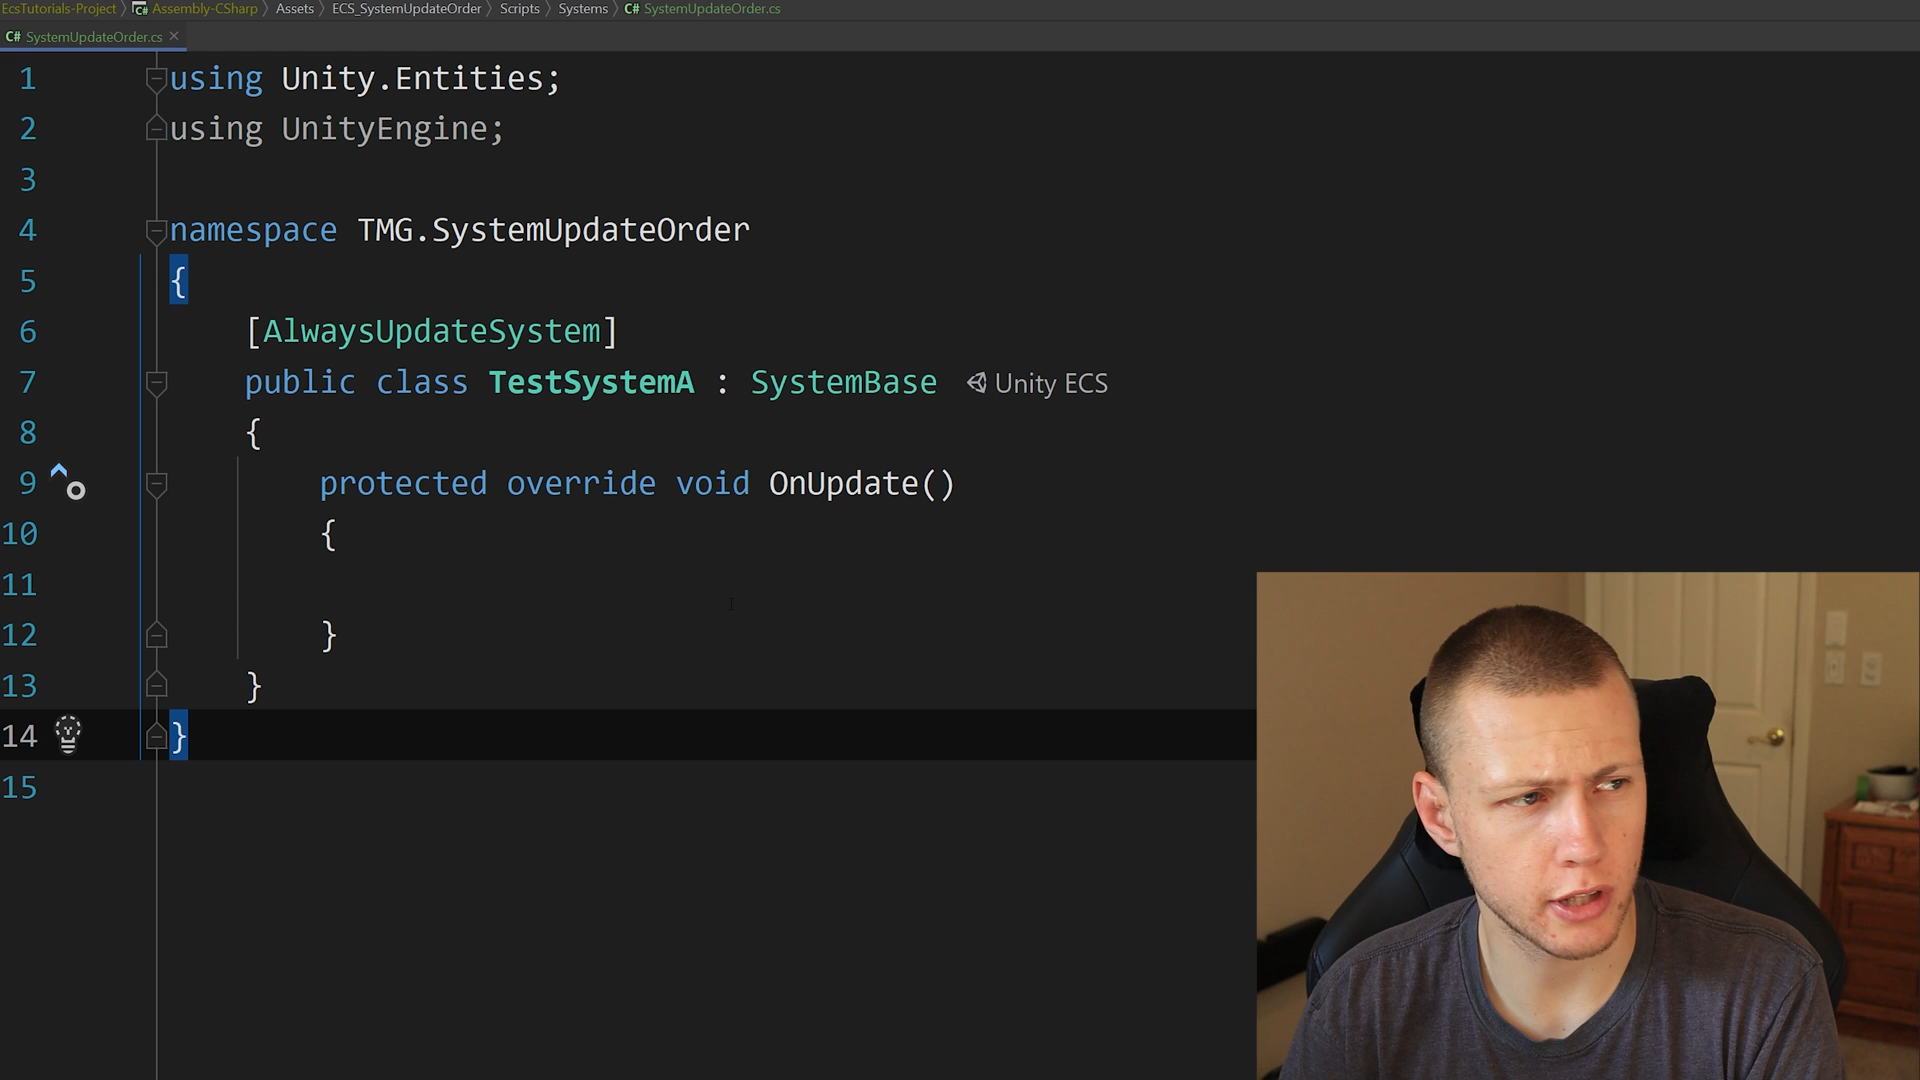 EcsTutorials-Project 〉 C# Assembly-CSharp 〉 Assets 〉 ECS_SystemUpdateOrder 〉 Scripts 〉 Systems 〉 C# SystemUpdateOrder.cs
C# SystemUpdateOrder.cs ×
1 using Unity.Entities;
2 using UnityEngine;
3
4 namespace TMG.SystemUpdateOrder
5 {
6 [AlwaysUpdateSystem]
7 public class TestSystemA : SystemBase Unity ECS
8 {
9 protected override void OnUpdate()
10 {
11
12 }
13 }
14 }
15